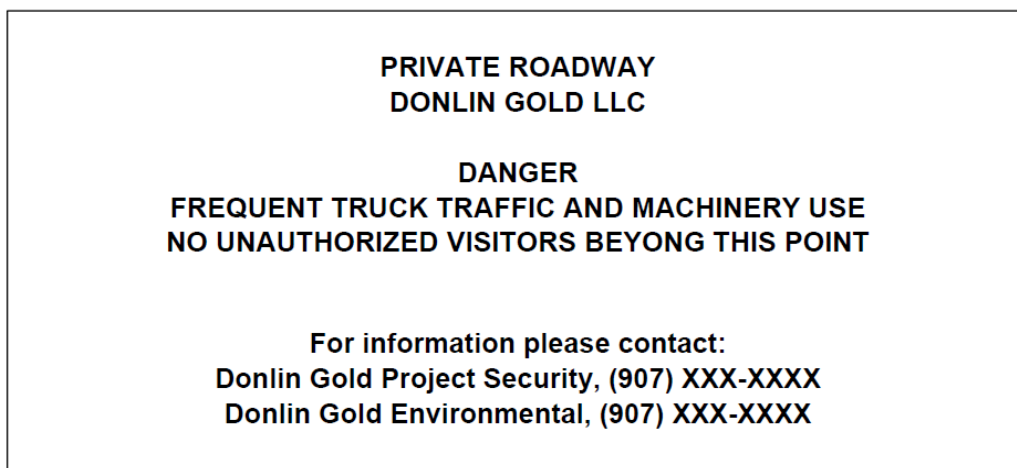 PRIVATE ROADWAY
DONLIN GOLD LLC
DANGER
FREQUENT TRUCK TRAFFIC AND MACHINERY USE
NO UNAUTHORIZED VISITORS BEYONG THIS POINT
For information please contact:
Donlin Gold Project Security, (907) XXX-XXXX
Donlin Gold Environmental, (907) XXX-XXXX